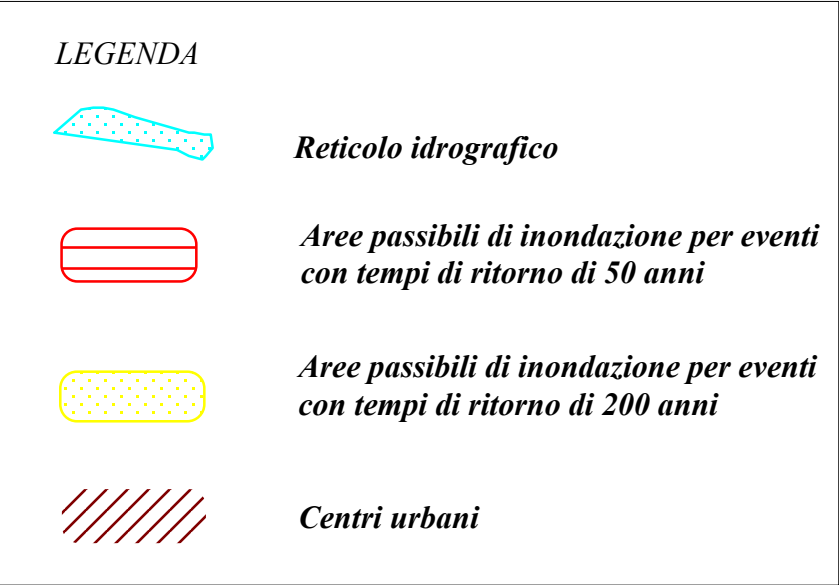 LEGENDA
Reticolo idrografico
Aree passibili di inondazione per eventi
con tempi di ritorno di 50 anni
Aree passibili di inondazione per eventi
con tempi di ritorno di 200 anni
Centri urbani